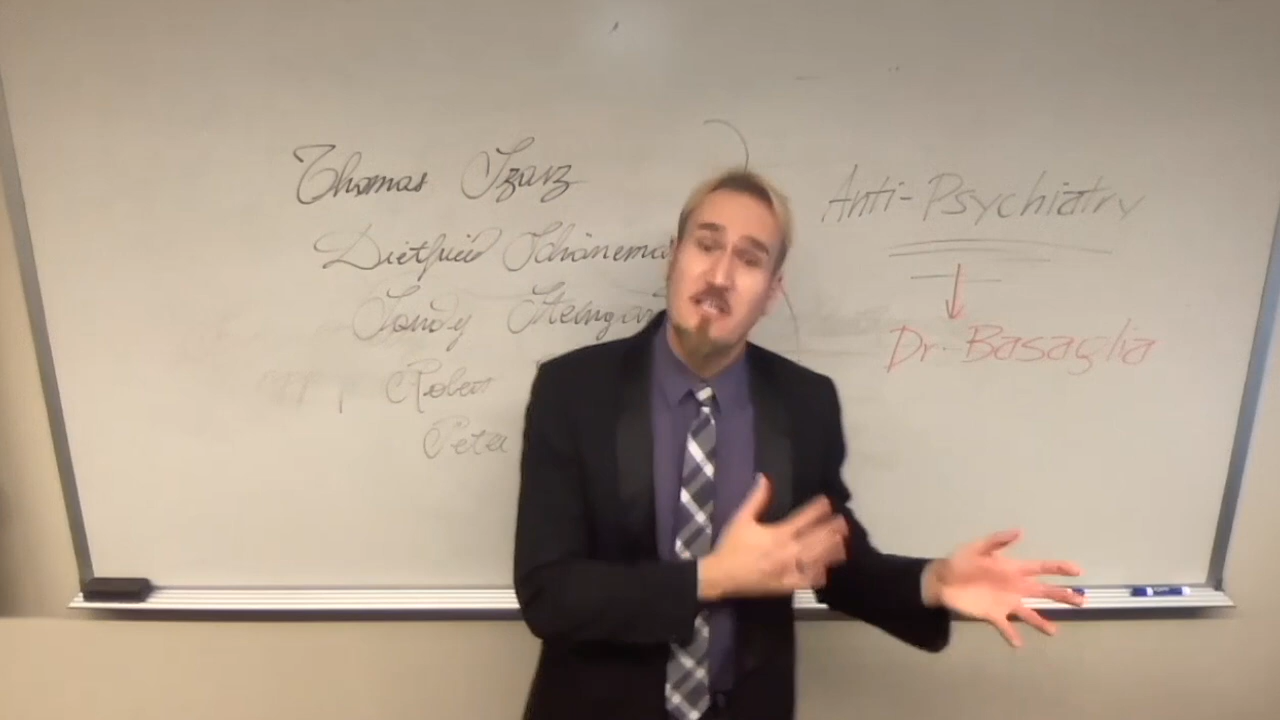 Thomas Szasz
Dietfried
Sandy
Robert
Peter
Anti-Psychiatry
Dr. Basaglia